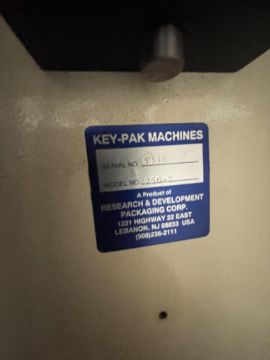 KEY-PAK MACHINES
SERIAL NO.
MODEL NO.
A Product of
RESEARCH & DEVELOPMENT
PACKAGING CORP.
1221 HIGHWAY 22 EAST
LEBANON, NJ 08833 USA
(908)236-2111